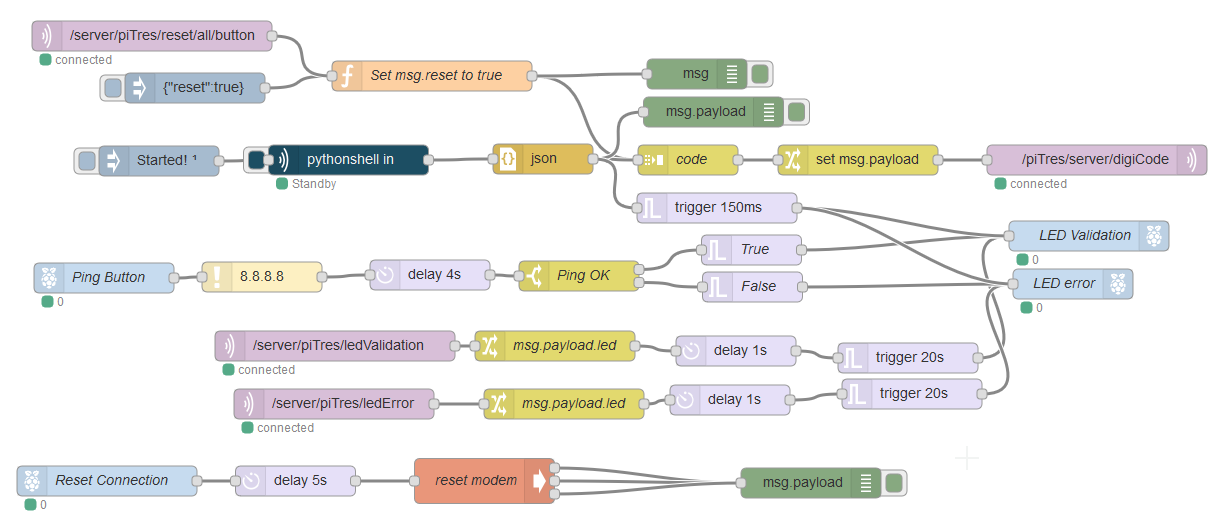 /server/piTres/reset/all/button
connected
{"reset":true}
Set msg.reset to true
msg
msg.payload
Started! ¹
pythonshell in
Standby
json
code
set msg.payload
/piTres/server/digiCode
connected
trigger 150ms
LED Validation
0
True
Ping Button
0
8.8.8.8
delay 4s
Ping OK
False
LED error
0
/server/piTres/ledValidation
connected
msg.payload.led
delay 1s
trigger 20s
/server/piTres/ledError
connected
msg.payload.led
delay 1s
trigger 20s
Reset Connection
0
delay 5s
reset modem
msg.payload